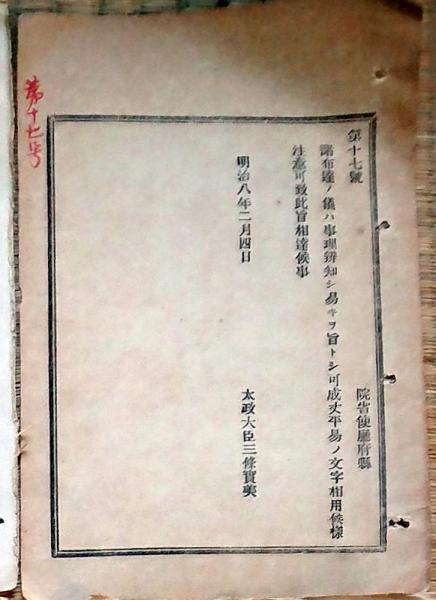 第十七號
第十七號
院省使廳府縣
諸布達ノ儀ハ事理辨知シ易キヲ旨トシ可成丈平易ノ文字相用候樣
注意可致此旨相達候事
明治八年二月四日
太政大臣三條實美